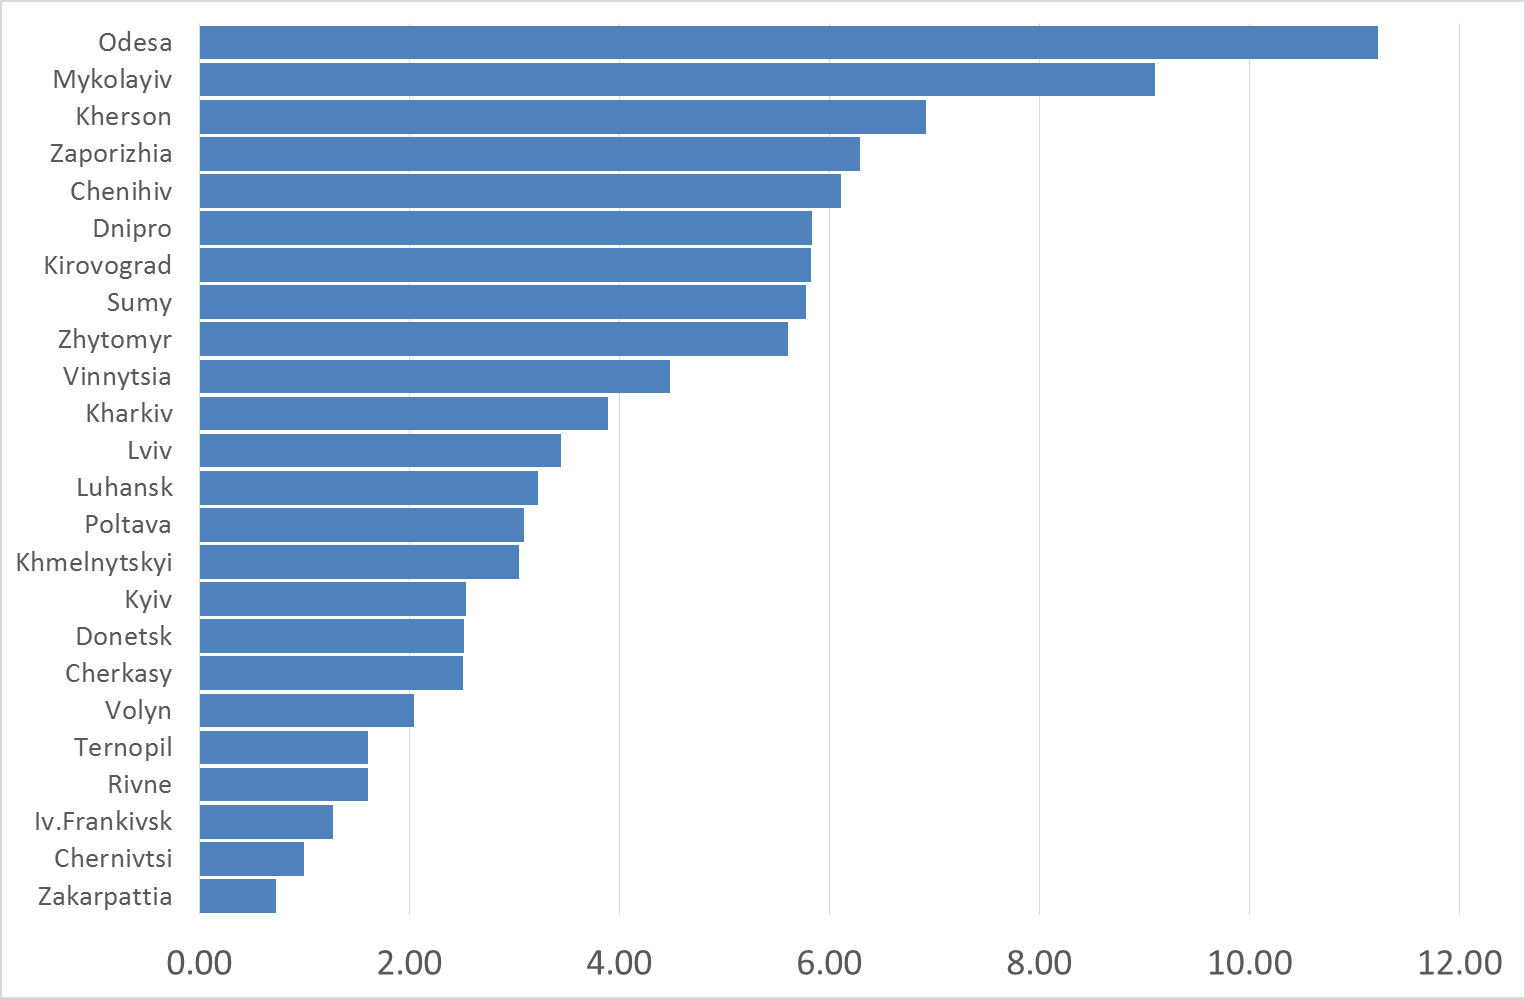 Odesa
Mykolayiv
Kherson
Zaporizhia
Chenihiv
Dnipro
Kirovograd
Sumy
Zhytomyr
Vinnytsia
Kharkiv
Lviv
Luhansk
Poltava
Khmelnytskyi
Kyiv
Donetsk
Cherkasy
Volyn
Ternopil
Rivne
Iv.Frankivsk
Chernivtsi
Zakarpattia
0.00 2.00 4.00 6.00 8.00 10.00 12.00